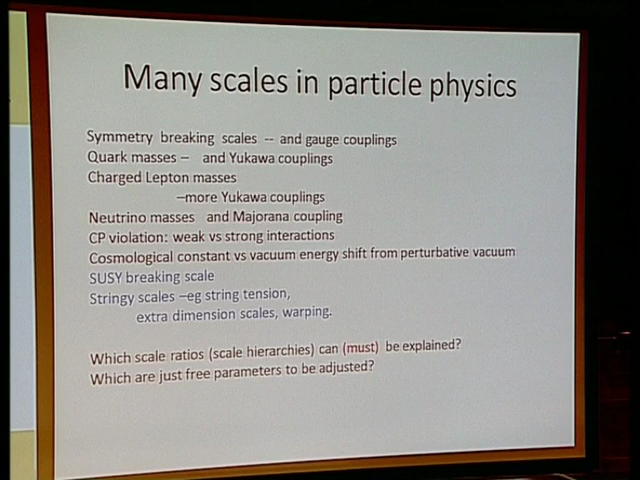 Many scales in particle physics
Symmetry breaking scales -- and gauge couplings
Quark masses – and Yukawa couplings
Charged Lepton masses
–more Yukawa couplings
Neutrino masses and Majorana coupling
CP violation: weak vs strong interactions
Cosmological constant vs vacuum energy shift from perturbative vacuum
SUSY breaking scale
Stringy scales –eg string tension,
extra dimension scales, warping.
Which scale ratios (scale hierarchies) can (must) be explained?
Which are just free parameters to be adjusted?